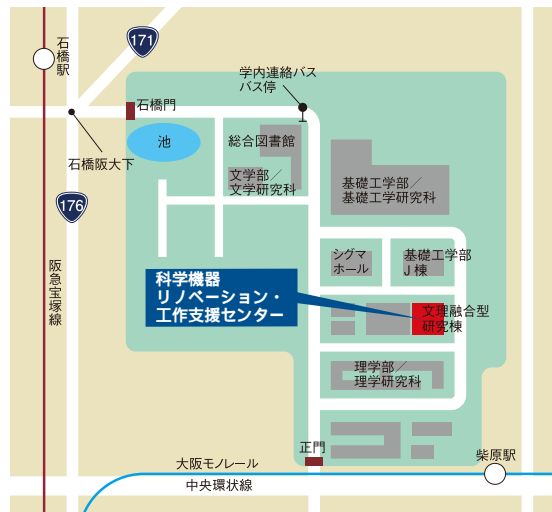 石橋駅
171
学内連絡バス
バス停
石橋門
池
総合図書館
石橋阪大下
文学部／
文学研究科
基礎工学部／
基礎工学研究科
176
シグマ
ホール
基礎工学部
J棟
阪急宝塚線
科学機器
リノベーション・
工作支援センター
文理融合型
研究棟
理学部／
理学研究科
正門
柴原駅
大阪モノレール
中央環状線